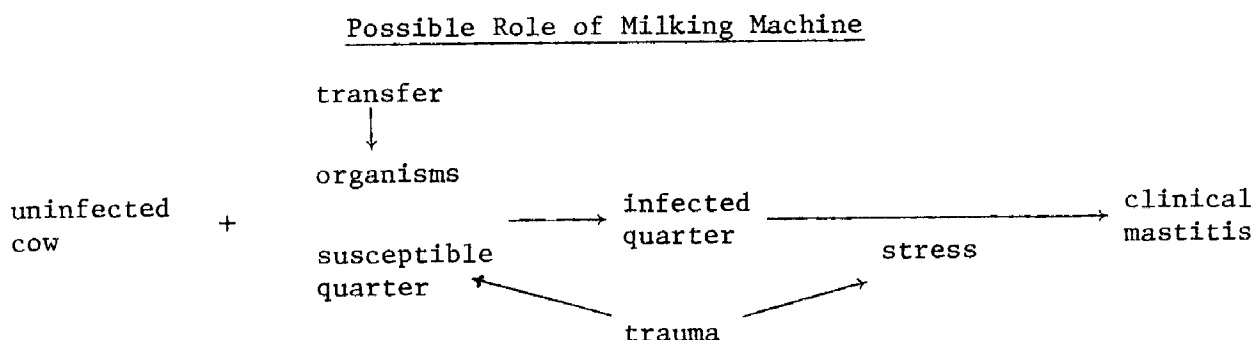 Possible Role of Milking Machine
transfer
organisms
uninfected
cow
+
susceptible
quarter
infected
quarter
stress
clinical
mastitis
trauma